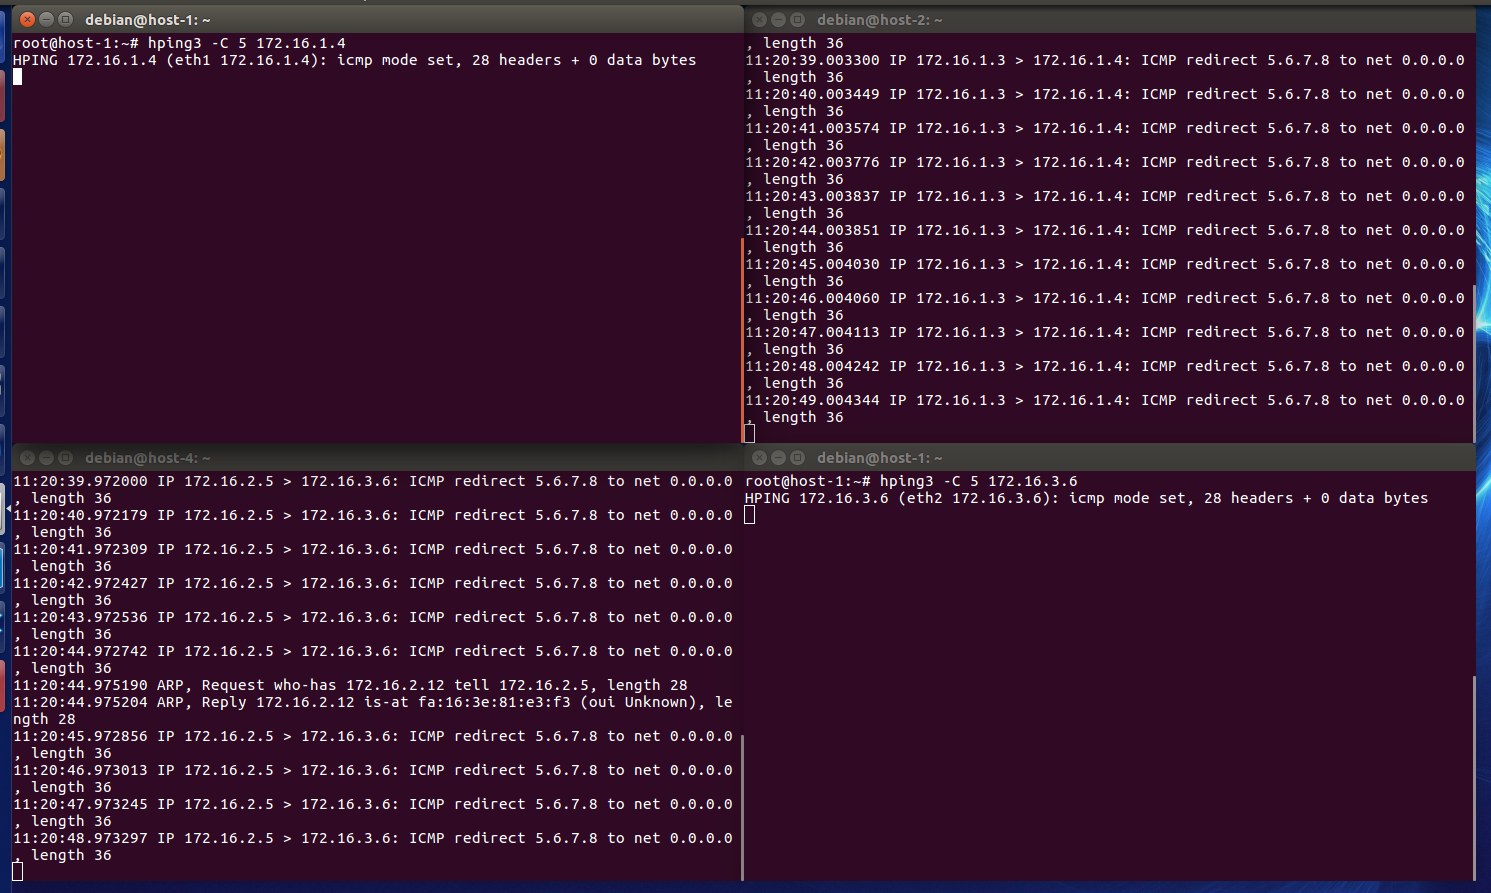 debian@host-1: ~
root@host-1:~# hping3 -C 5 172.16.1.4
HPING 172.16.1.4 (eth1 172.16.1.4): icmp mode set, 28 headers + 0 data bytes
debian@host-2: ~
, length 36
11:20:39.003300 IP 172.16.1.3 > 172.16.1.4: ICMP redirect 5.6.7.8 to net 0.0.0.0
, length 36
11:20:40.003449 IP 172.16.1.3 > 172.16.1.4: ICMP redirect 5.6.7.8 to net 0.0.0.0
, length 36
11:20:41.003574 IP 172.16.1.3 > 172.16.1.4: ICMP redirect 5.6.7.8 to net 0.0.0.0
, length 36
11:20:42.003776 IP 172.16.1.3 > 172.16.1.4: ICMP redirect 5.6.7.8 to net 0.0.0.0
, length 36
11:20:43.003837 IP 172.16.1.3 > 172.16.1.4: ICMP redirect 5.6.7.8 to net 0.0.0.0
, length 36
11:20:44.003851 IP 172.16.1.3 > 172.16.1.4: ICMP redirect 5.6.7.8 to net 0.0.0.0
, length 36
11:20:45.004030 IP 172.16.1.3 > 172.16.1.4: ICMP redirect 5.6.7.8 to net 0.0.0.0
, length 36
11:20:46.004060 IP 172.16.1.3 > 172.16.1.4: ICMP redirect 5.6.7.8 to net 0.0.0.0
, length 36
11:20:47.004113 IP 172.16.1.3 > 172.16.1.4: ICMP redirect 5.6.7.8 to net 0.0.0.0
, length 36
11:20:48.004242 IP 172.16.1.3 > 172.16.1.4: ICMP redirect 5.6.7.8 to net 0.0.0.0
, length 36
11:20:49.004344 IP 172.16.1.3 > 172.16.1.4: ICMP redirect 5.6.7.8 to net 0.0.0.0
, length 36
debian@host-4: ~
11:20:39.972000 IP 172.16.2.5 > 172.16.3.6: ICMP redirect 5.6.7.8 to net 0.0.0.0
, length 36
11:20:40.972179 IP 172.16.2.5 > 172.16.3.6: ICMP redirect 5.6.7.8 to net 0.0.0.0
, length 36
11:20:41.972309 IP 172.16.2.5 > 172.16.3.6: ICMP redirect 5.6.7.8 to net 0.0.0.0
, length 36
11:20:42.972427 IP 172.16.2.5 > 172.16.3.6: ICMP redirect 5.6.7.8 to net 0.0.0.0
, length 36
11:20:43.972536 IP 172.16.2.5 > 172.16.3.6: ICMP redirect 5.6.7.8 to net 0.0.0.0
, length 36
11:20:44.972742 IP 172.16.2.5 > 172.16.3.6: ICMP redirect 5.6.7.8 to net 0.0.0.0
, length 36
11:20:44.975190 ARP, Request who-has 172.16.2.12 tell 172.16.2.5, length 28
11:20:44.975204 ARP, Reply 172.16.2.12 is-at fa:16:3e:81:e3:f3 (oui Unknown), le
ngth 28
11:20:45.972856 IP 172.16.2.5 > 172.16.3.6: ICMP redirect 5.6.7.8 to net 0.0.0.0
, length 36
11:20:46.973013 IP 172.16.2.5 > 172.16.3.6: ICMP redirect 5.6.7.8 to net 0.0.0.0
, length 36
11:20:47.973245 IP 172.16.2.5 > 172.16.3.6: ICMP redirect 5.6.7.8 to net 0.0.0.0
, length 36
11:20:48.973297 IP 172.16.2.5 > 172.16.3.6: ICMP redirect 5.6.7.8 to net 0.0.0.0
, length 36
debian@host-1: ~
root@host-1:~# hping3 -C 5 172.16.3.6
HPING 172.16.3.6 (eth2 172.16.3.6): icmp mode set, 28 headers + 0 data bytes